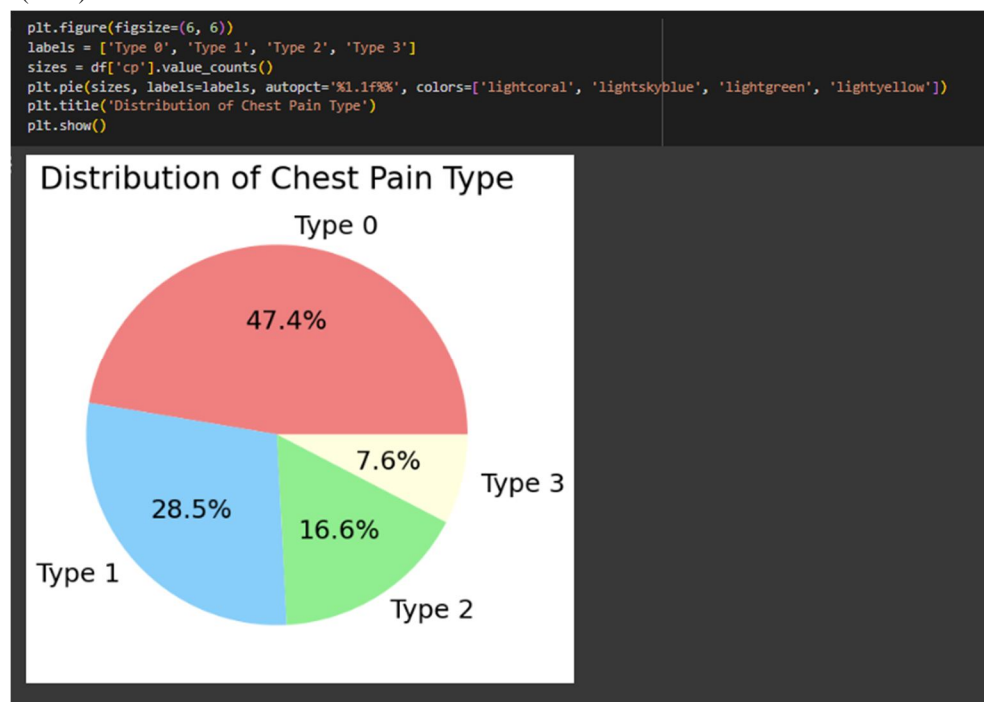 plt.figure(figsize=(6, 6))
labels = ['Type 0', 'Type 1', 'Type 2', 'Type 3']
sizes = df['cp'].value_counts()
plt.pie(sizes, labels=labels, autopct='%1.1f%%', colors=['lightcoral', 'lightskyblue', 'lightgreen', 'lightyellow'])
plt.title('Distribution of Chest Pain Type')
plt.show()
Distribution of Chest Pain Type
Type 0
47.4%
7.6%
Type 3
28.5%
16.6%
Type 1
Type 2